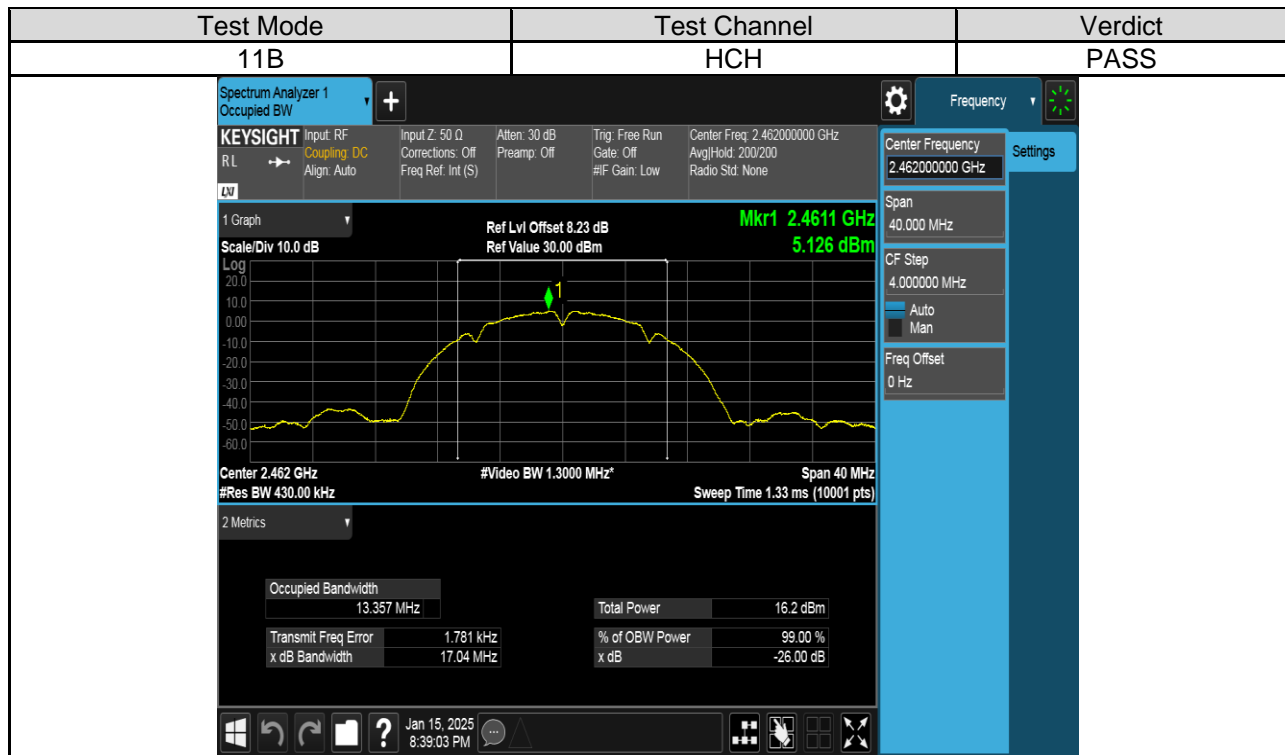 Test Mode Test Channel Verdict
11B HCH PASS
Spectrum Analyzer 1
Occupied BW
+
Frequency
KEYSIGHT Input: RF Input Z: 50 Ω Atten: 30 dB Trig: Free Run Center Freq: 2.462000000 GHz
RL Coupling: DC Corrections: Off Preamp: Off Gate: Off Avg|Hold: 200/200
Align: Auto Freq Ref: Int (S) #IF Gain: Low Radio Std: None
LXI
Center Frequency
2.462000000 GHz
Settings
Span
40.000 MHz
CF Step
4.000000 MHz
Auto
Man
Freq Offset
0 Hz
1 Graph
Ref Lvl Offset 8.23 dB
Mkr1 2.4611 GHz
Scale/Div 10.0 dB Ref Value 30.00 dBm 5.126 dBm
Log
20.0
10.0
0.00
-10.0
-20.0
-30.0
-40.0
-50.0
-60.0
1
Center 2.462 GHz #Video BW 1.3000 MHz* Span 40 MHz
#Res BW 430.00 kHz Sweep Time 1.33 ms (10001 pts)
2 Metrics
Occupied Bandwidth
13.357 MHz Total Power 16.2 dBm
Transmit Freq Error 1.781 kHz % of OBW Power 99.00 %
x dB Bandwidth 17.04 MHz x dB -26.00 dB
? Jan 15, 2025
8:39:03 PM